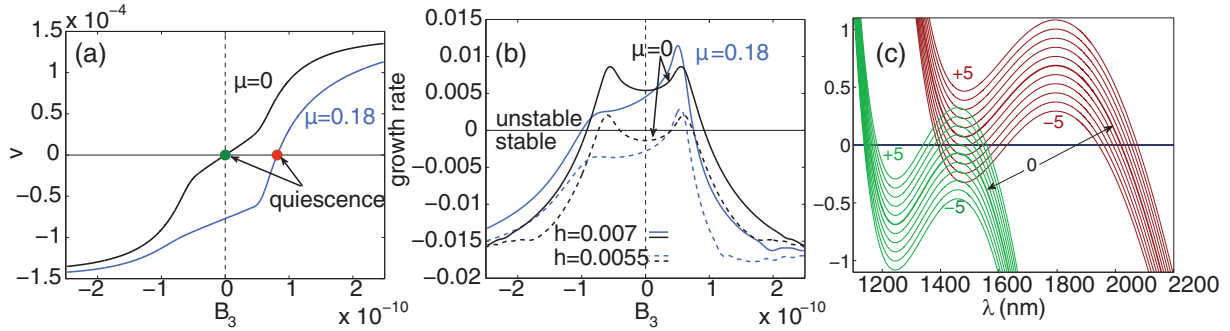 x 10⁻⁴
(a)
1.5
1
0.5
0
−0.5
−1
−1.5
v
μ=0
μ=0.18
quiescence
−2
−1
0
1
2
B₃
x 10⁻¹⁰
(b)
0.015
0.01
0.005
0
−0.005
−0.01
−0.015
−0.02
growth rate
μ=0
μ=0.18
unstable
stable
h=0.007
h=0.0055
−2
−1
0
1
2
B₃
x 10⁻¹⁰
(c)
1
0.5
0
0.5
−1
+5
−5
+5
0
−5
1200
1400
1600
1800
2000
2200
λ (nm)